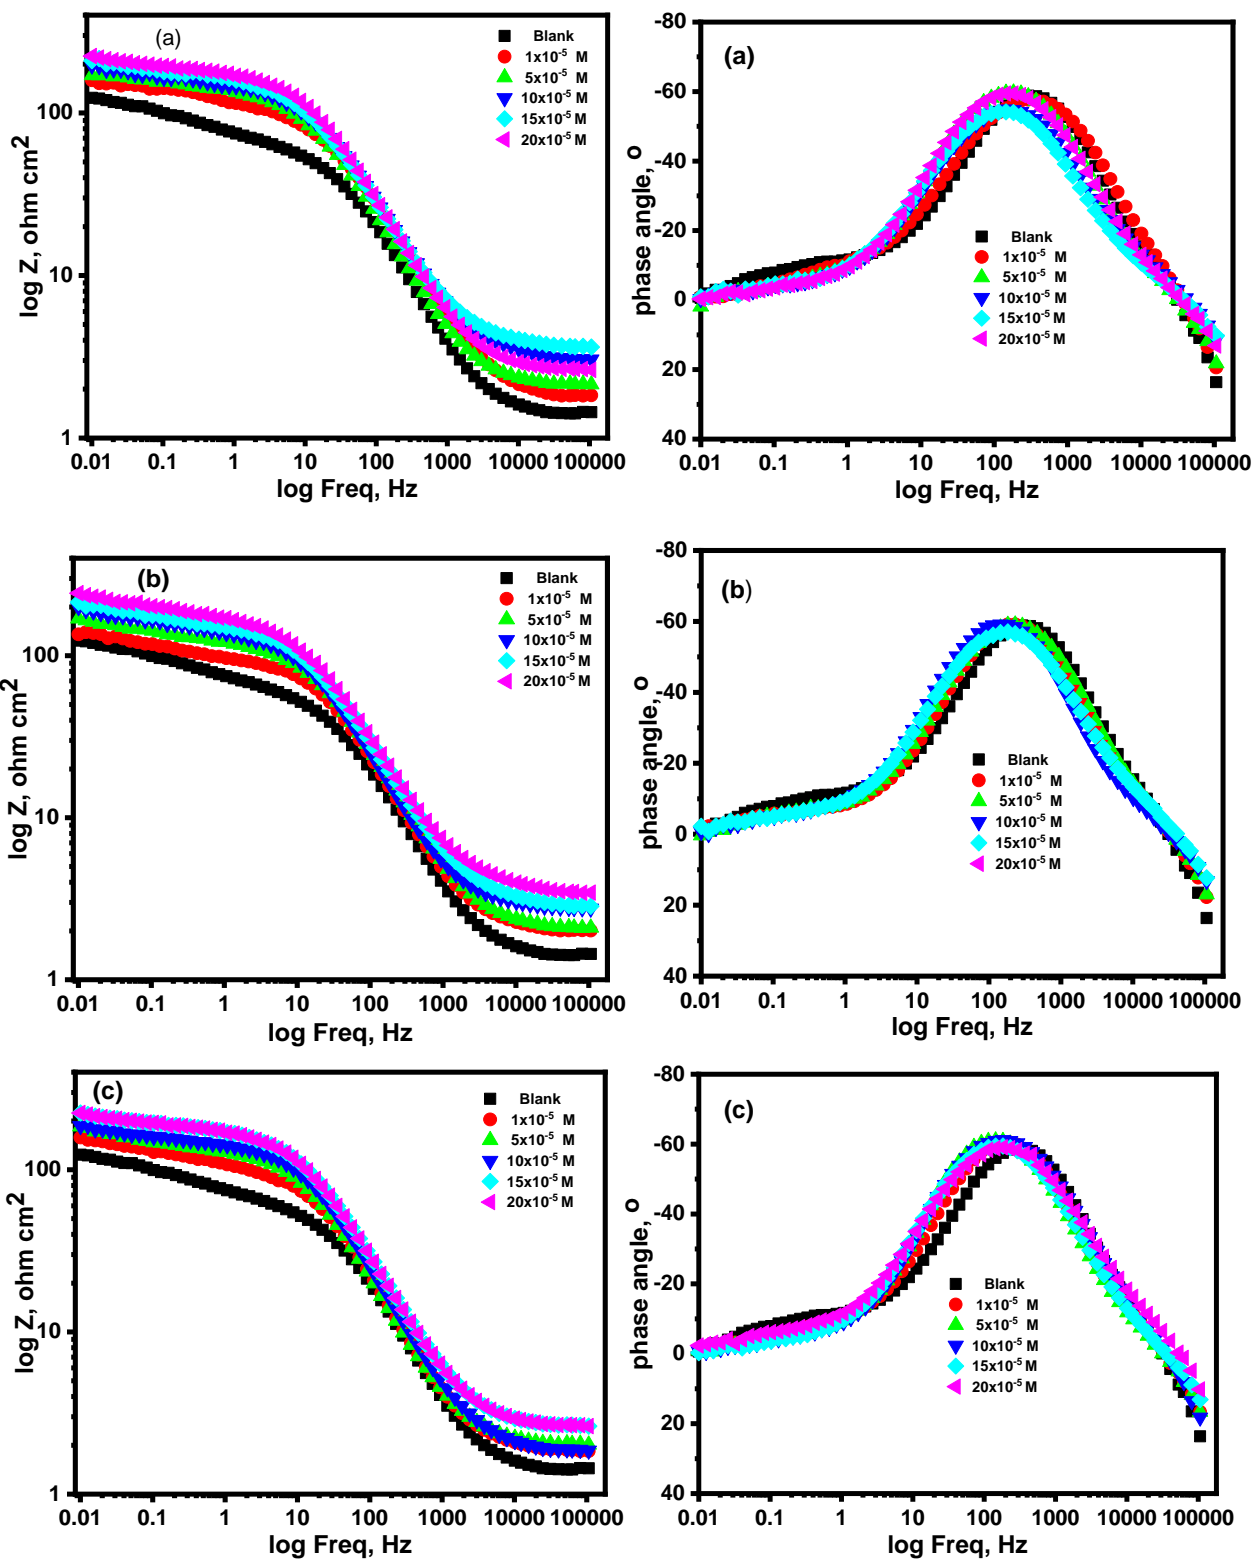 (a)
Blank
1x10-5 M
5x10-5 M
10x10-5 M
15x10-5 M
20x10-5 M
100
10
1
log Z, ohm cm2
0.01 0.1 1 10 100 1000 10000 100000
log Freq, Hz
(a)
-80
-60
-40
-20
0
20
40
phase angle, o
Blank
1x10-5 M
5x10-5 M
10x10-5 M
15x10-5 M
20x10-5 M
0.01 0.1 1 10 100 1000 10000 100000
log Freq, Hz
(b)
Blank
1x10-5 M
5x10-5 M
10x10-5 M
15x10-5 M
20x10-5 M
100
10
1
log Z, ohm cm2
0.01 0.1 1 10 100 1000 10000 100000
log Freq, Hz
(b)
-80
-60
-40
-20
0
20
40
phase angle, o
Blank
1x10-5 M
5x10-5 M
10x10-5 M
15x10-5 M
20x10-5 M
0.01 0.1 1 10 100 1000 10000 100000
log Freq, Hz
(c)
Blank
1x10-5 M
5x10-5 M
10x10-5 M
15x10-5 M
20x10-5 M
100
10
1
log Z, ohm cm2
0.01 0.1 1 10 100 1000 10000 100000
log Freq, Hz
(c)
-80
-60
-40
-20
0
20
40
phase angle, o
Blank
1x10-5 M
5x10-5 M
10x10-5 M
15x10-5 M
20x10-5 M
0.01 0.1 1 10 100 1000 10000 100000
log Freq, Hz